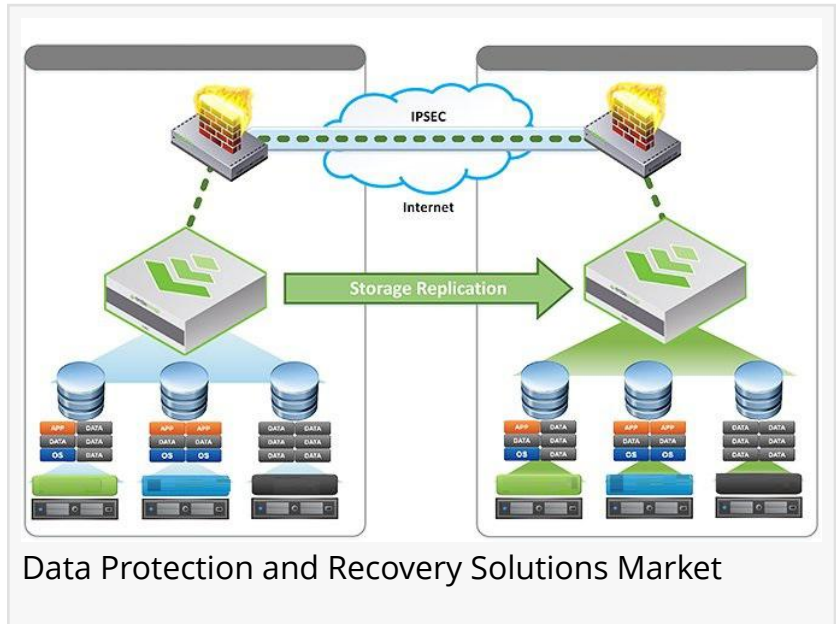 IPSEC
Internet
Storage Replication
APP DATA
DATA DATA
OS DATA
APP APP
DATA DATA
OS OS
DATA DATA
DATA DATA
DATA DATA
APP DATA
DATA DATA
OS DATA
APP APP
DATA DATA
OS OS
DATA DATA
DATA DATA
DATA DATA
Data Protection and Recovery Solutions Market